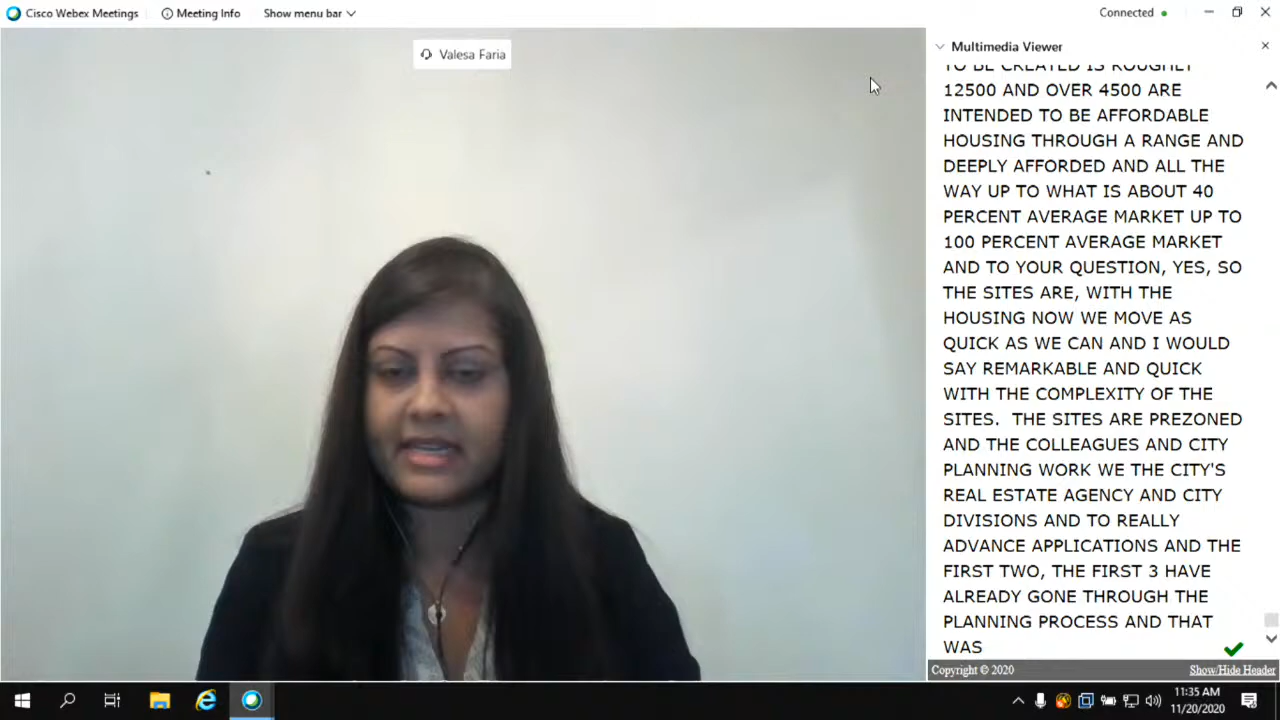 Cisco Webex Meetings
Meeting Info
Show menu bar
Connected
Valesa Faria
Multimedia Viewer
TO BE CREATED IS ROUGHLY
12500 AND OVER 4500 ARE
INTENDED TO BE AFFORDABLE
HOUSING THROUGH A RANGE AND
DEEPLY AFFORDED AND ALL THE
WAY UP TO WHAT IS ABOUT 40
PERCENT AVERAGE MARKET UP TO
100 PERCENT AVERAGE MARKET
AND TO YOUR QUESTION, YES, SO
THE SITES ARE, WITH THE
HOUSING NOW WE MOVE AS
QUICK AS WE CAN AND I WOULD
SAY REMARKABLE AND QUICK
WITH THE COMPLEXITY OF THE
SITES. THE SITES ARE PREZONED
AND THE COLLEAGUES AND CITY
PLANNING WORK WE THE CITY'S
REAL ESTATE AGENCY AND CITY
DIVISIONS AND TO REALLY
ADVANCE APPLICATIONS AND THE
FIRST TWO, THE FIRST 3 HAVE
ALREADY GONE THROUGH THE
PLANNING PROCESS AND THAT
WAS
Copyright © 2020
Show/Hide Header
11:35 AM
11/20/2020